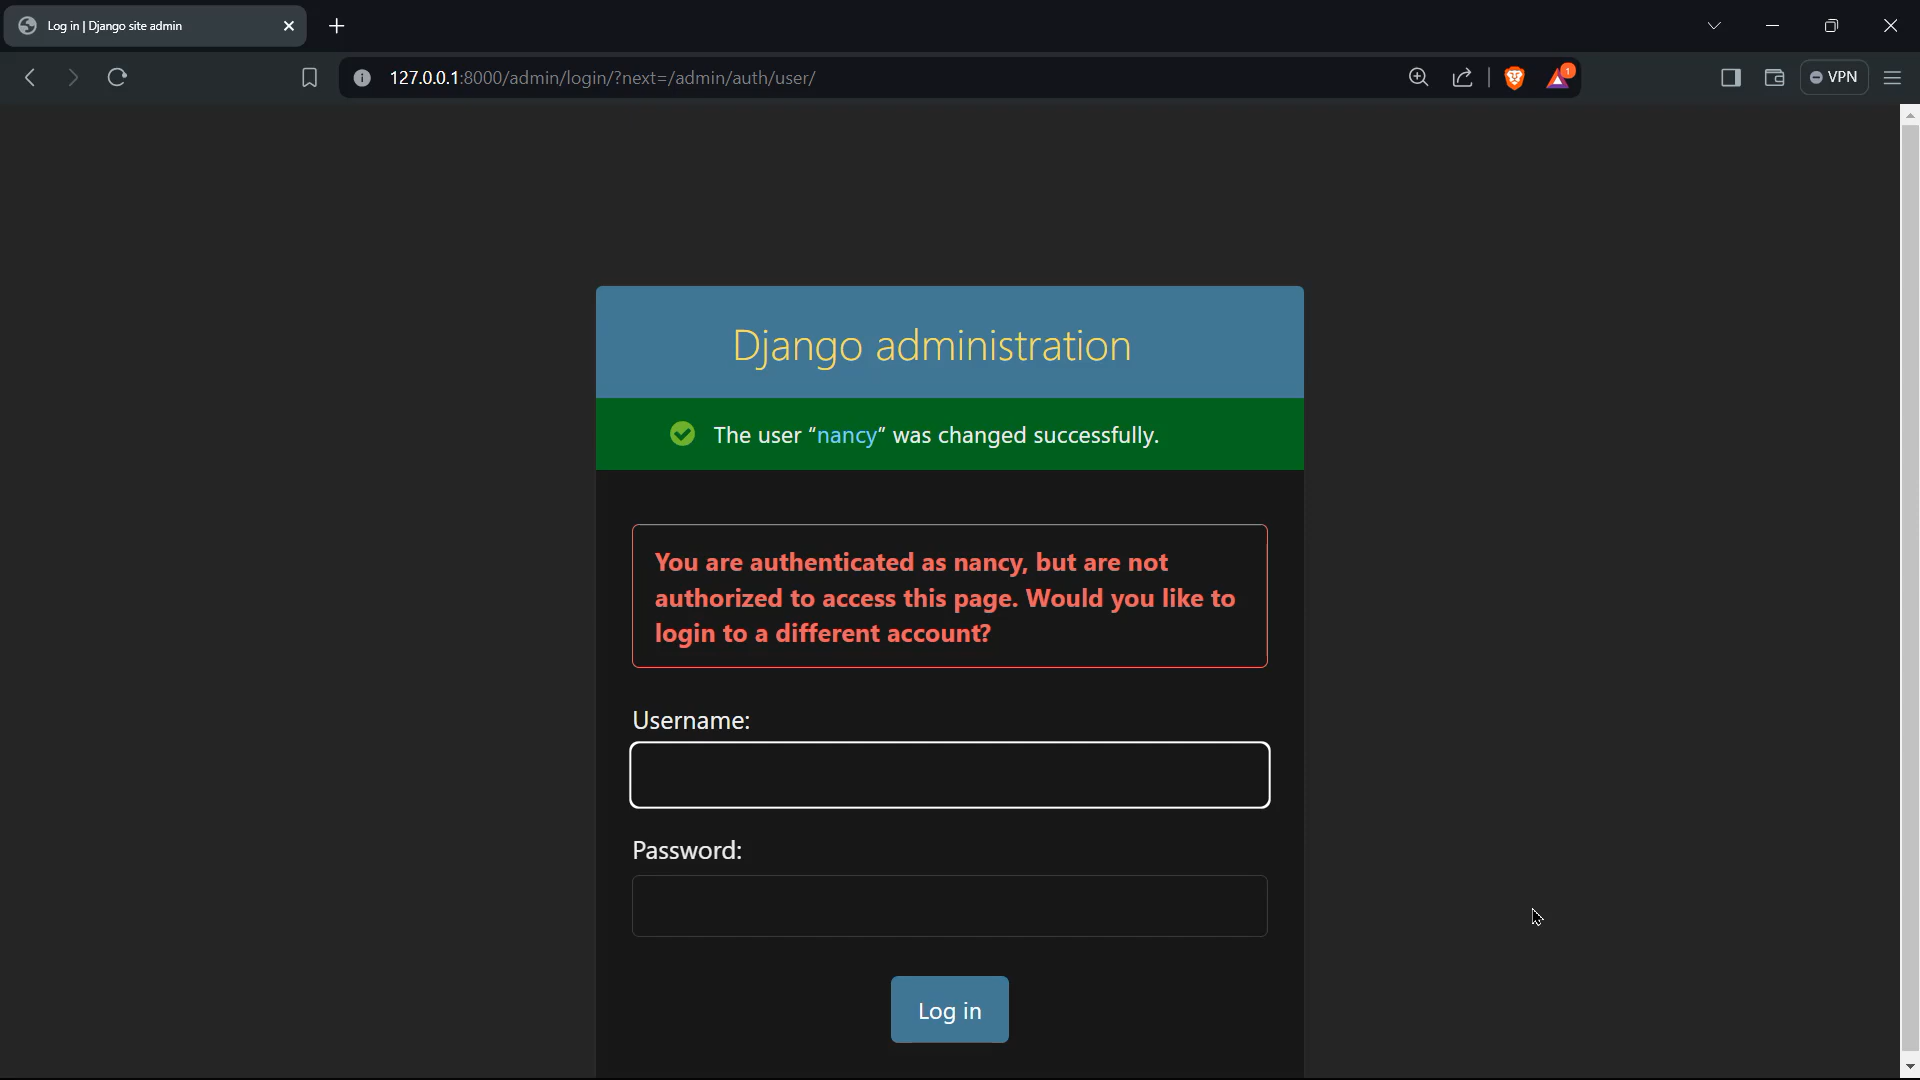 Log in | Django site admin
127.0.0.1:8000/admin/login/?next=/admin/auth/user/
1
VPN
Django administration
The user “nancy” was changed successfully.
You are authenticated as nancy, but are not
authorized to access this page. Would you like to
login to a different account?
Username:
Password:
Log in